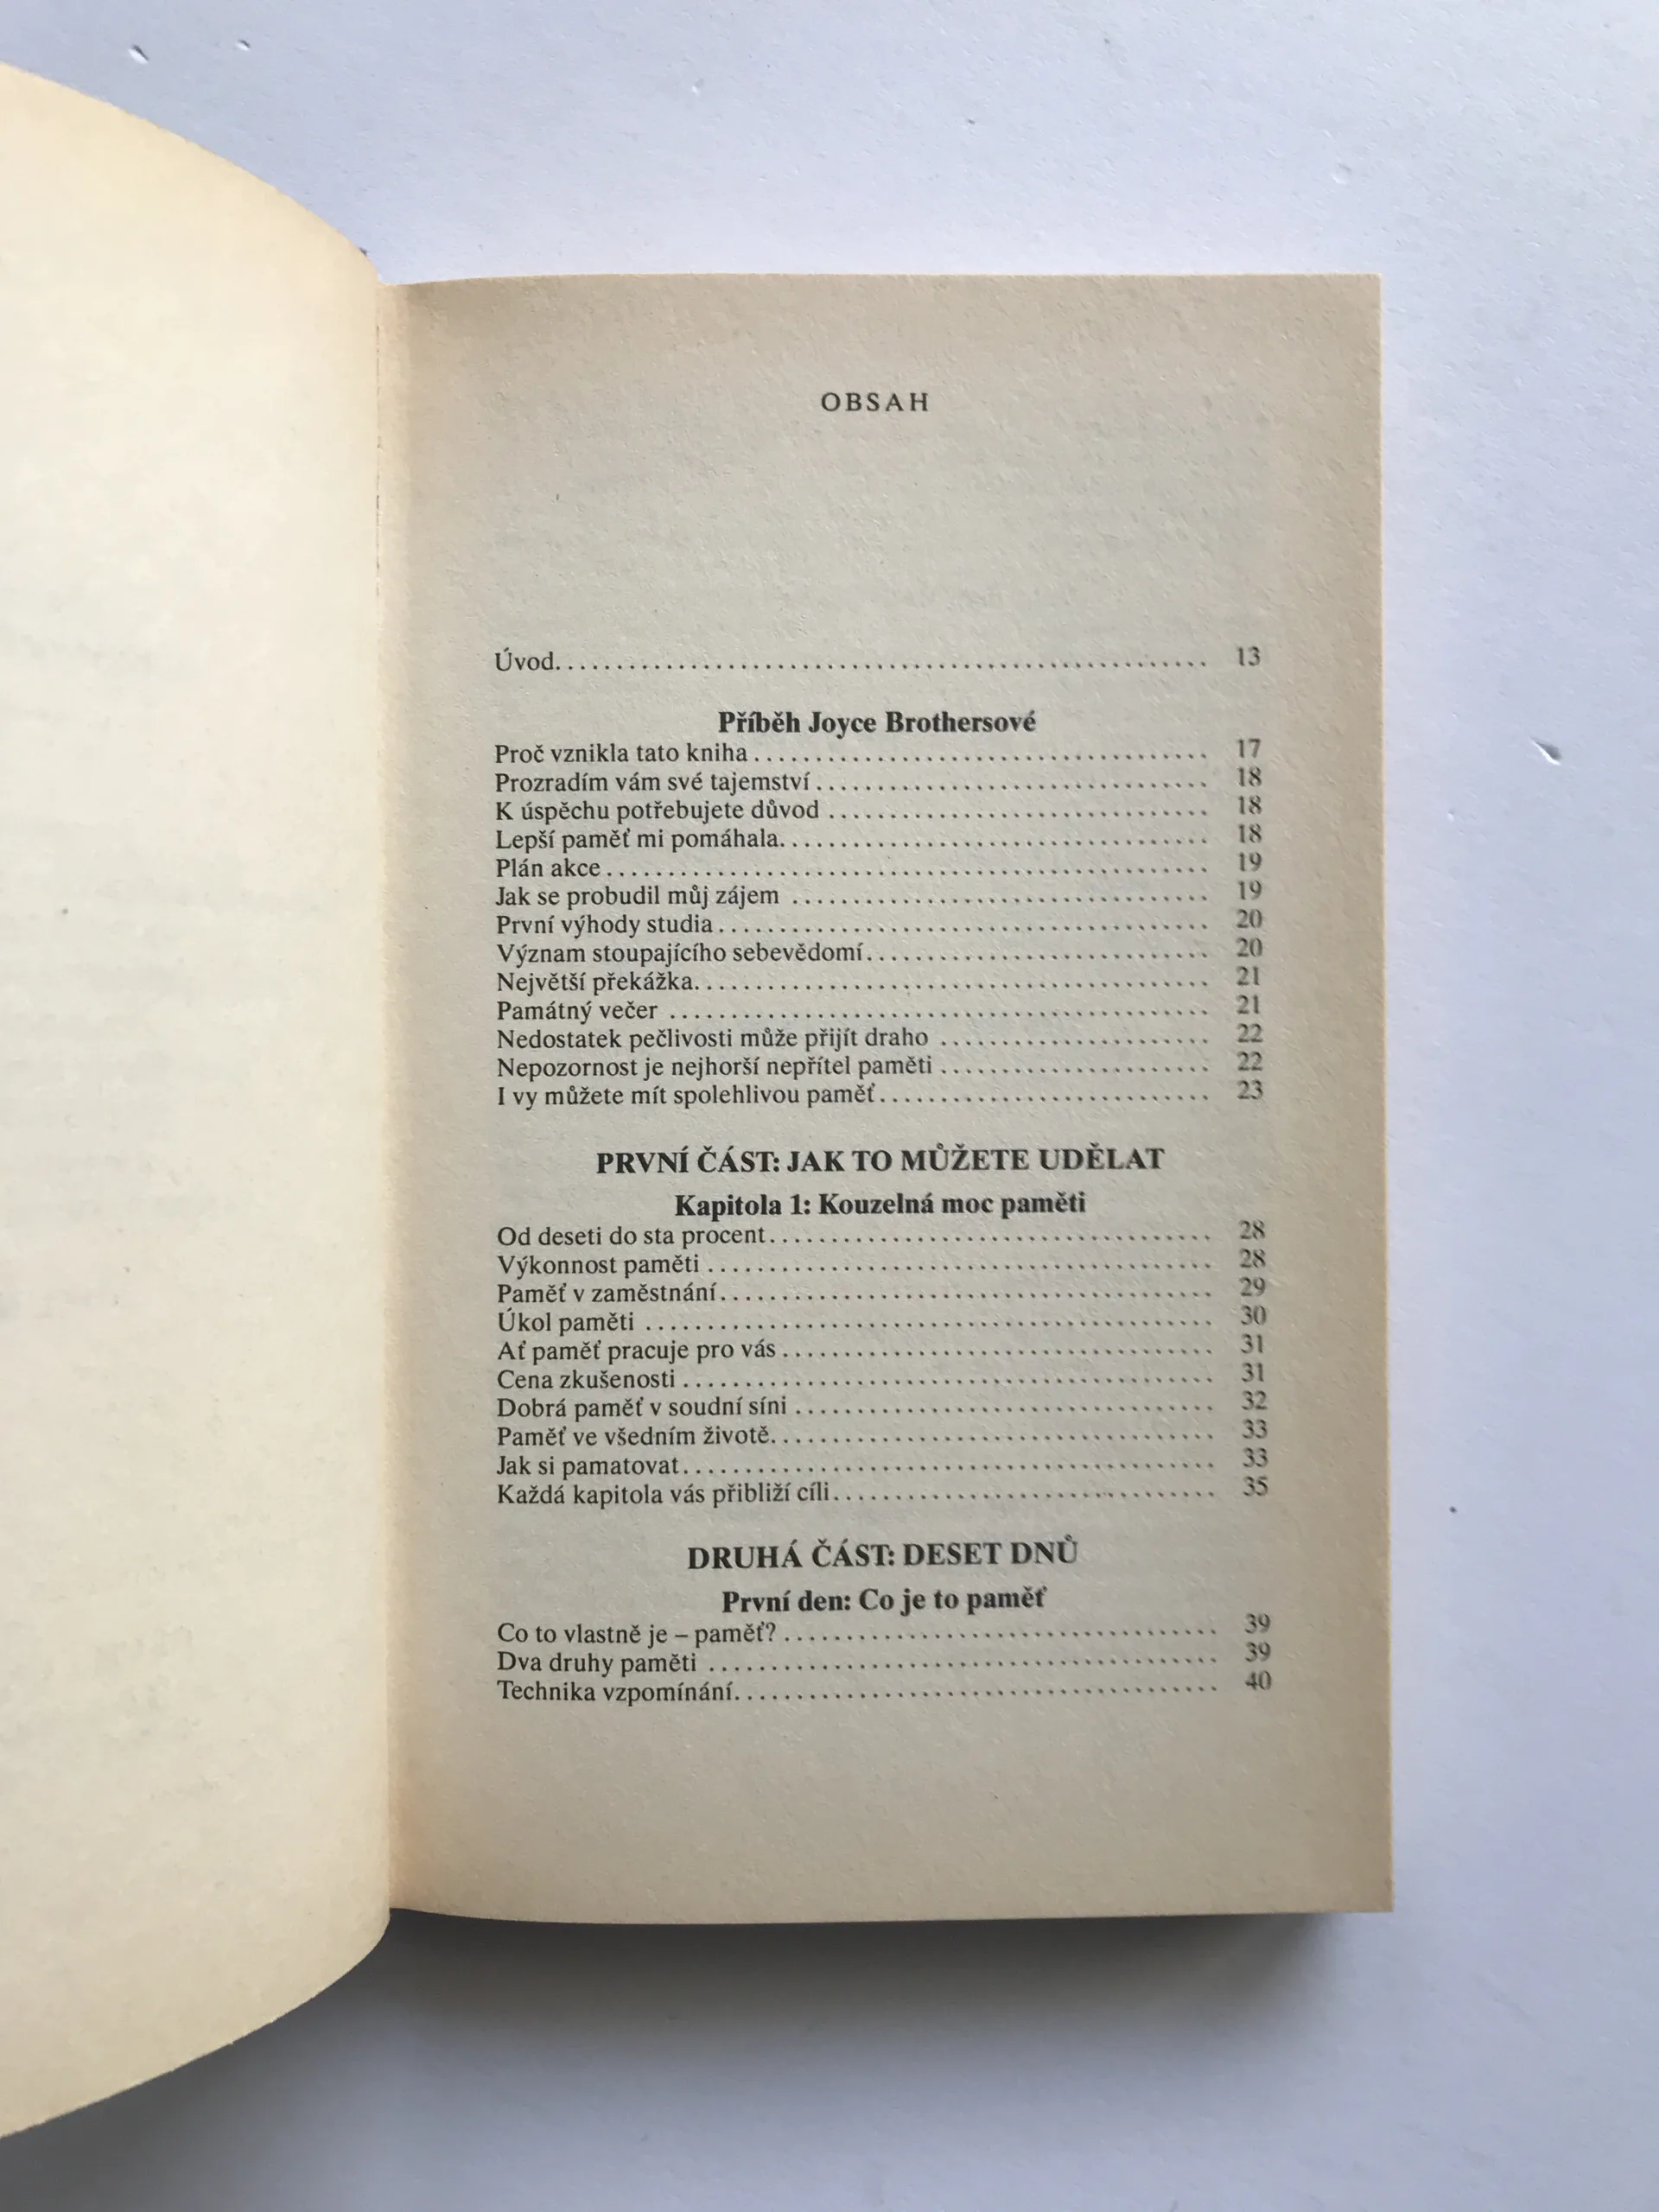 OBSAH
Úvod. . . . . . . . . . . . . . . . . . . . . . . . . . . . . . . . . . . . . . . . . . . . . . . . . . . . . 13
Příběh Joyce Brothersové
Proč vznikla tato kniha . . . . . . . . . . . . . . . . . . . . . . . . . . . . . . . . . . . . . 17
Prozradím vám své tajemství . . . . . . . . . . . . . . . . . . . . . . . . . . . . . . . . 18
K úspěchu potřebujete důvod . . . . . . . . . . . . . . . . . . . . . . . . . . . . . . . 18
Lepší paměť mi pomáhala. . . . . . . . . . . . . . . . . . . . . . . . . . . . . . . . . . . 18
Plán akce . . . . . . . . . . . . . . . . . . . . . . . . . . . . . . . . . . . . . . . . . . . . . . . . . 19
Jak se probudil můj zájem . . . . . . . . . . . . . . . . . . . . . . . . . . . . . . . . . . 19
První výhody studia . . . . . . . . . . . . . . . . . . . . . . . . . . . . . . . . . . . . . . . . 20
Význam stoupajícího sebevědomí. . . . . . . . . . . . . . . . . . . . . . . . . . . . 20
Největší překážka. . . . . . . . . . . . . . . . . . . . . . . . . . . . . . . . . . . . . . . . . . 21
Památný večer . . . . . . . . . . . . . . . . . . . . . . . . . . . . . . . . . . . . . . . . . . . . 21
Nedostatek pečlivosti může přijít draho . . . . . . . . . . . . . . . . . . . . . . 22
Nepozornost je nejhorší nepřítel paměti . . . . . . . . . . . . . . . . . . . . . . 22
I vy můžete mít spolehlivou paměť. . . . . . . . . . . . . . . . . . . . . . . . . . . 23
PRVNÍ ČÁST: JAK TO MŮŽETE UDĚLAT
Kapitola 1: Kouzelná moc paměti
Od deseti do sta procent. . . . . . . . . . . . . . . . . . . . . . . . . . . . . . . . . . . . 28
Výkonnost paměti . . . . . . . . . . . . . . . . . . . . . . . . . . . . . . . . . . . . . . . . . 28
Paměť v zaměstnání. . . . . . . . . . . . . . . . . . . . . . . . . . . . . . . . . . . . . . . . 29
Úkol paměti . . . . . . . . . . . . . . . . . . . . . . . . . . . . . . . . . . . . . . . . . . . . . . 30
Ať paměť pracuje pro vás . . . . . . . . . . . . . . . . . . . . . . . . . . . . . . . . . . . 31
Cena zkušenosti . . . . . . . . . . . . . . . . . . . . . . . . . . . . . . . . . . . . . . . . . . . 31
Dobrá paměť v soudní síni . . . . . . . . . . . . . . . . . . . . . . . . . . . . . . . . . . 32
Paměť ve všedním životě. . . . . . . . . . . . . . . . . . . . . . . . . . . . . . . . . . . . 33
Jak si pamatovat. . . . . . . . . . . . . . . . . . . . . . . . . . . . . . . . . . . . . . . . . . . 33
Každá kapitola vás přiblíží cíli. . . . . . . . . . . . . . . . . . . . . . . . . . . . . . . 35
DRUHÁ ČÁST: DESET DNŮ
První den: Co je to paměť
Co to vlastně je – paměť? . . . . . . . . . . . . . . . . . . . . . . . . . . . . . . . . . . . 39
Dva druhy paměti . . . . . . . . . . . . . . . . . . . . . . . . . . . . . . . . . . . . . . . . . 39
Technika vzpomínání. . . . . . . . . . . . . . . . . . . . . . . . . . . . . . . . . . . . . . . 40